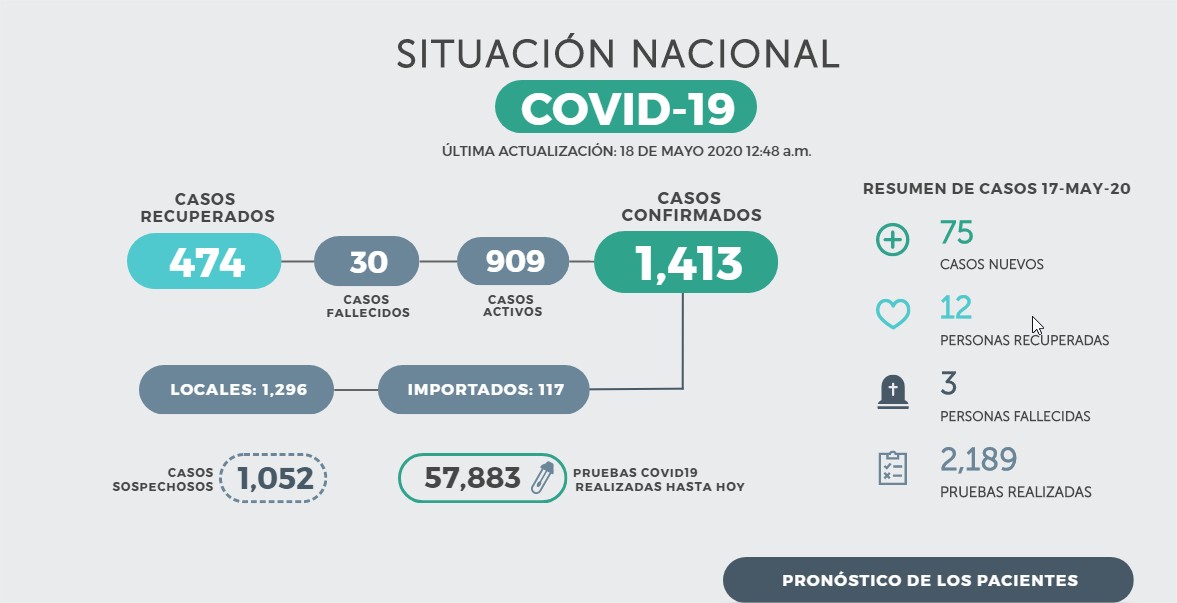 SITUACIÓN NACIONAL
COVID-19
ÚLTIMA ACTUALIZACIÓN: 18 DE MAYO 2020 12:48 a.m.
CASOS
RECUPERADOS
474
30
CASOS
FALLECIDOS
909
CASOS
ACTIVOS
CASOS
CONFIRMADOS
1,413
LOCALES: 1,296
IMPORTADOS: 117
CASOS
SOSPECHOSOS
1,052
57,883
PRUEBAS COVID19
REALIZADAS HASTA HOY
RESUMEN DE CASOS 17-MAY-20
75
CASOS NUEVOS
12
PERSONAS RECUPERADAS
3
PERSONAS FALLECIDAS
2,189
PRUEBAS REALIZADAS
PRONÓSTICO DE LOS PACIENTES